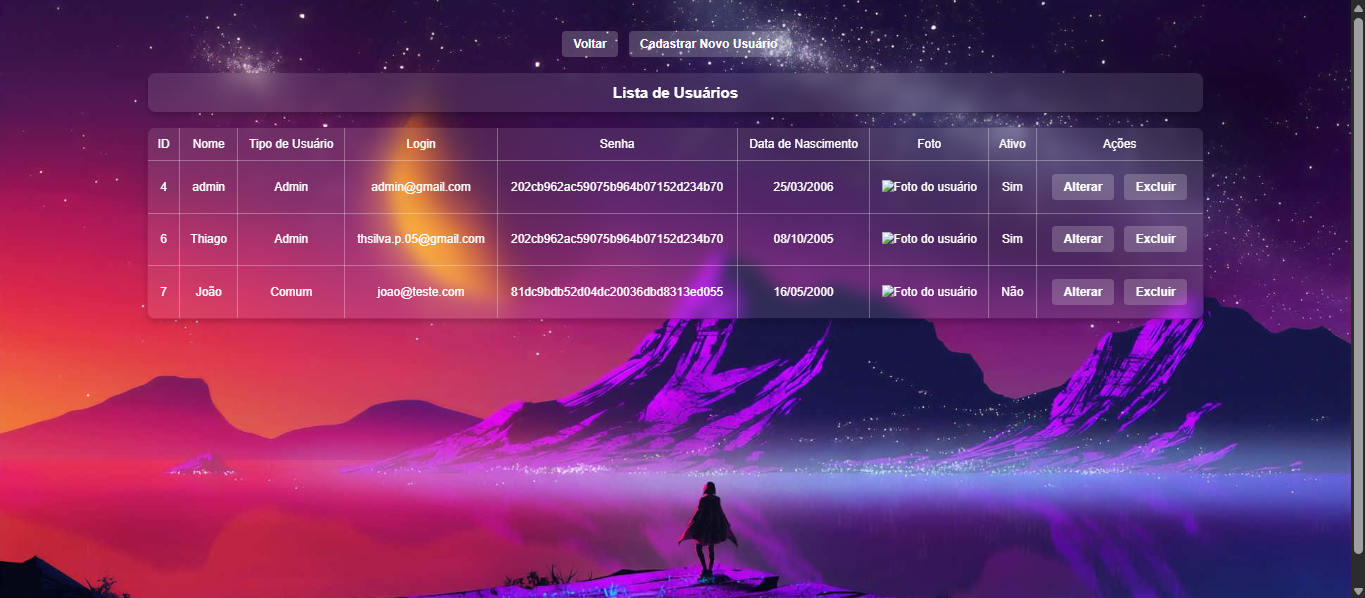 Voltar Cadastrar Novo Usuário
Lista de Usuários
ID Nome Tipo de Usuário Login Senha Data de Nascimento Foto Ativo Ações
4 admin Admin admin@gmail.com 202cb962ac59075b964b07152d234b70 25/03/2006 Foto do usuário Sim Alterar Excluir
6 Thiago Admin thsilva.p.05@gmail.com 202cb962ac59075b964b07152d234b70 08/10/2005 Foto do usuário Sim Alterar Excluir
7 João Comum joao@teste.com 81dc9bdb52d04dc20036dbd8313ed055 16/05/2000 Foto do usuário Não Alterar Excluir